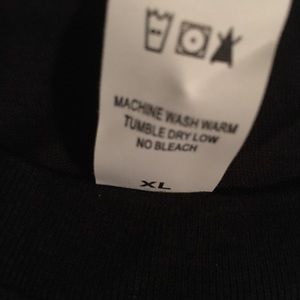 MACHINE WASH WARM
TUMBLE DRY LOW
NO BLEACH
XL